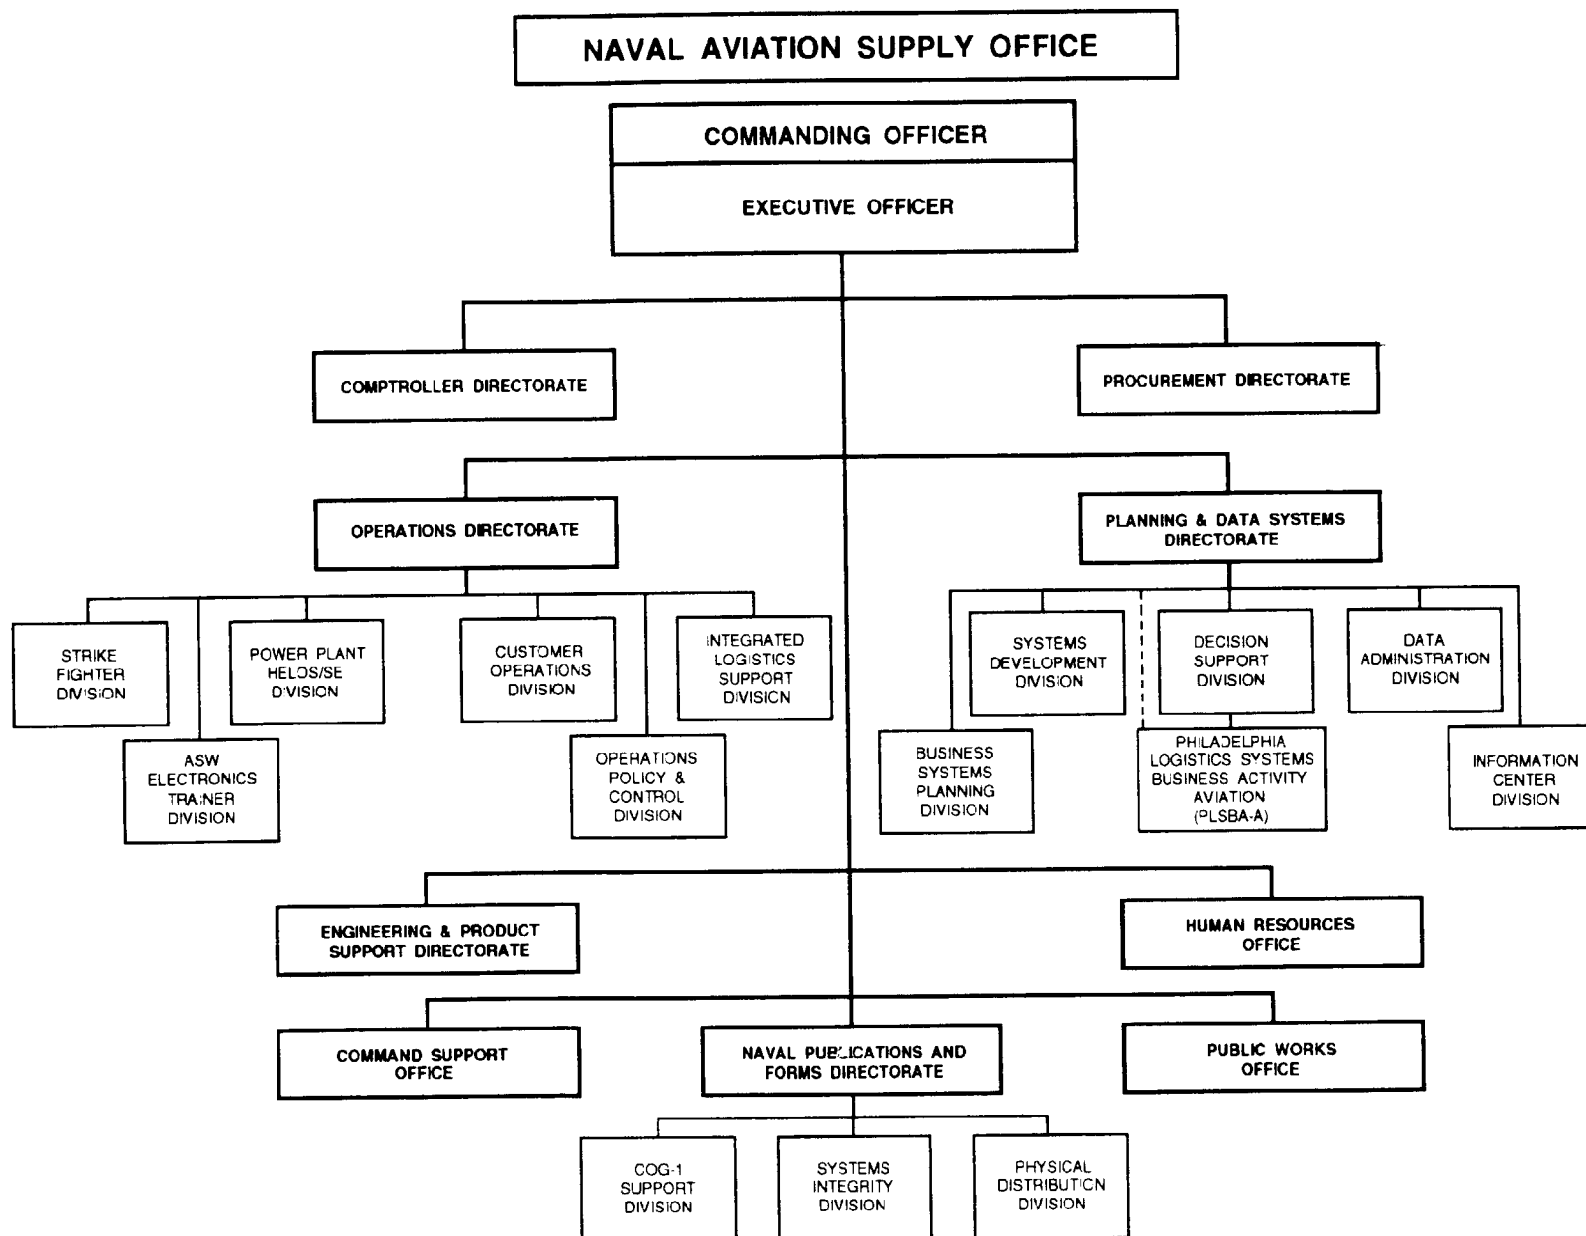 NAVAL AVIATION SUPPLY OFFICE
COMMANDING OFFICER
EXECUTIVE OFFICER
COMPTROLLER DIRECTORATE
PROCUREMENT DIRECTORATE
OPERATIONS DIRECTORATE
PLANNING & DATA SYSTEMS
DIRECTORATE
STRIKE
FIGHTER
DIVISION
POWER PLANT
HELOS/SE
DIVISION
CUSTOMER
OPERATIONS
DIVISION
INTEGRATED
LOGISTICS
SUPPORT
DIVISION
SYSTEMS
DEVELOPMENT
DIVISION
DECISION
SUPPORT
DIVISION
DATA
ADMINISTRATION
DIVISION
ASW
ELECTRONICS
TRAINER
DIVISION
OPERATIONS
POLICY &
CONTROL
DIVISION
BUSINESS
SYSTEMS
PLANNING
DIVISION
PHILADELPHIA
LOGISTICS SYSTEMS
BUSINESS ACTIVITY
AVIATION
(PLSBA-A)
INFORMATION
CENTER
DIVISION
ENGINEERING & PRODUCT
SUPPORT DIRECTORATE
HUMAN RESOURCES
OFFICE
COMMAND SUPPORT
OFFICE
NAVAL PUBLICATIONS AND
FORMS DIRECTORATE
PUBLIC WORKS
OFFICE
COG-1
SUPPORT
DIVISION
SYSTEMS
INTEGRITY
DIVISION
PHYSICAL
DISTRIBUTION
DIVISION